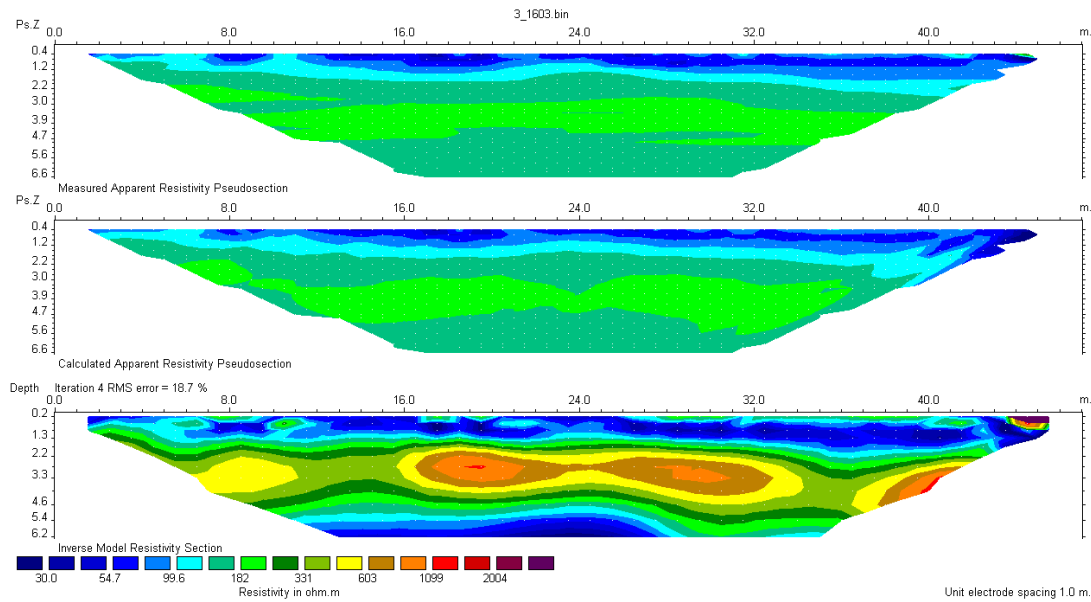 3_1603.bin
Ps.Z 0.0 8.0 16.0 24.0 32.0 40.0 m.
0.4
1.2
2.2
3.0
3.9
4.7
5.6
6.6
Measured Apparent Resistivity Pseudosection
Ps.Z 0.0 8.0 16.0 24.0 32.0 40.0 m.
0.4
1.2
2.2
3.0
3.9
4.7
5.6
6.6
Calculated Apparent Resistivity Pseudosection
Depth Iteration 4 RMS error = 18.7 %
0.0 8.0 16.0 24.0 32.0 40.0 m.
0.2
0.9
1.3
2.2
2.8
3.6
4.5
5.4
6.2
Inverse Model Resistivity Section
30.0 54.7 99.6 182 331 603 1099 2004
Resistivity in ohm.m
Unit electrode spacing 1.0 m.